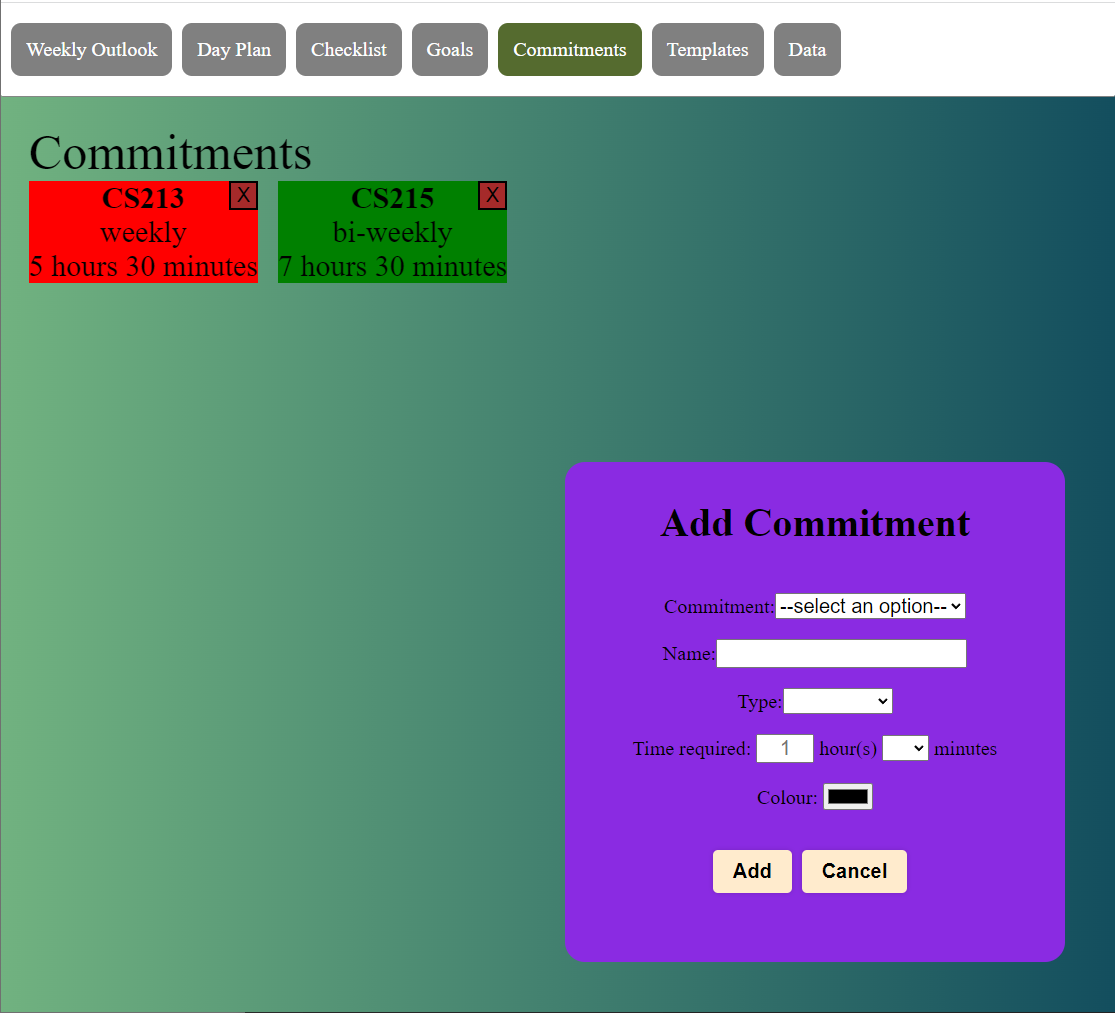 Weekly Outlook Day Plan Checklist Goals Commitments Templates Data
Commitments
CS213 X
weekly
5 hours 30 minutes
CS215 X
bi-weekly
7 hours 30 minutes
Add Commitment
Commitment: --select an option--
Name:
Type:
Time required: 1 hour(s) minutes
Colour:
Add Cancel